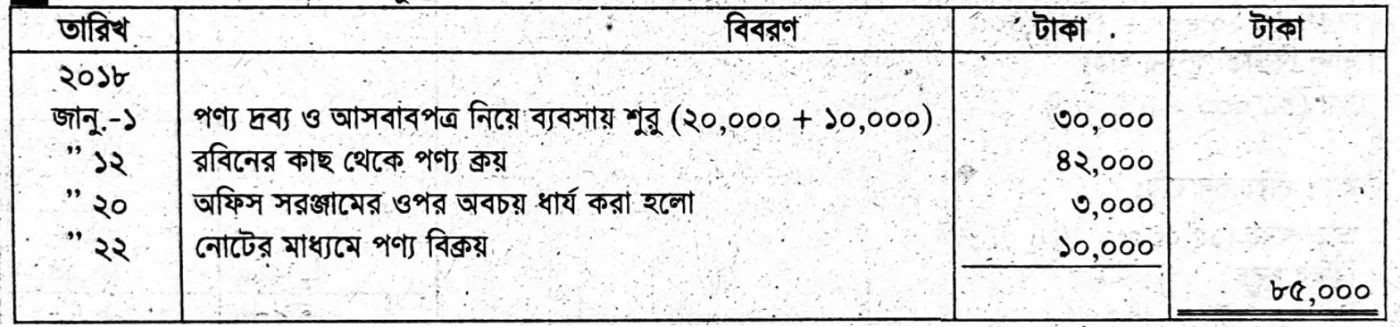 তারিখ বিবরণ টাকা টাকা
২০১৮
জানু.-১ পণ্য দ্রব্য ও আসবাবপত্র নিয়ে ব্যবসায় শুরু (২০,০০০ + ১০,০০০) ৩০,০০০
" ১২ রবিনের কাছ থেকে পণ্য ক্রয় ৪২,০০০
" ২০ অফিস সরঞ্জামের ওপর অবচয় ধার্য করা হলো ৩,০০০
" ২২ নোটের মাধ্যমে পণ্য বিক্রয় ১০,০০০
৮৫,০০০